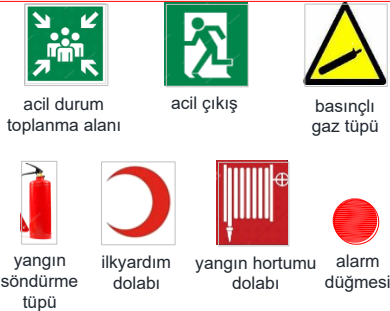 acil durum
toplanma alanı
acil çıkış
basınçlı
gaz tüpü
yangın
söndürme
tüpü
ilkyardım
dolabı
yangın hortumu
dolabı
alarm
düğmesi